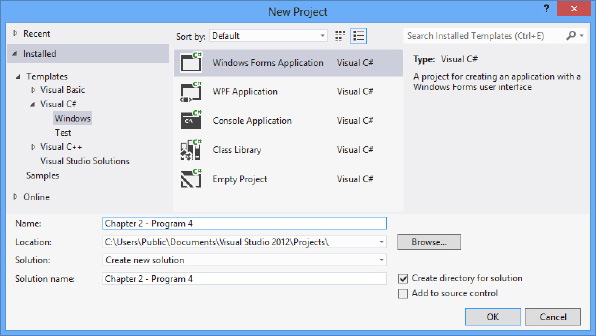 New Project
?
Recent
Installed
Templates
Visual Basic
Visual C#
Windows
Test
Visual C++
Visual Studio Solutions
Samples
Online
Sort by: Default
Windows Forms Application Visual C#
WPF Application Visual C#
Console Application Visual C#
Class Library Visual C#
Empty Project Visual C#
Search Installed Templates (Ctrl+E)
Type: Visual C#
A project for creating an application with a
Windows Forms user interface
Name: Chapter 2 - Program 4
Location: C:\Users\Public\Documents\Visual Studio 2012\Projects\
Browse...
Solution: Create new solution
Solution name: Chapter 2 - Program 4
Create directory for solution
Add to source control
OK Cancel